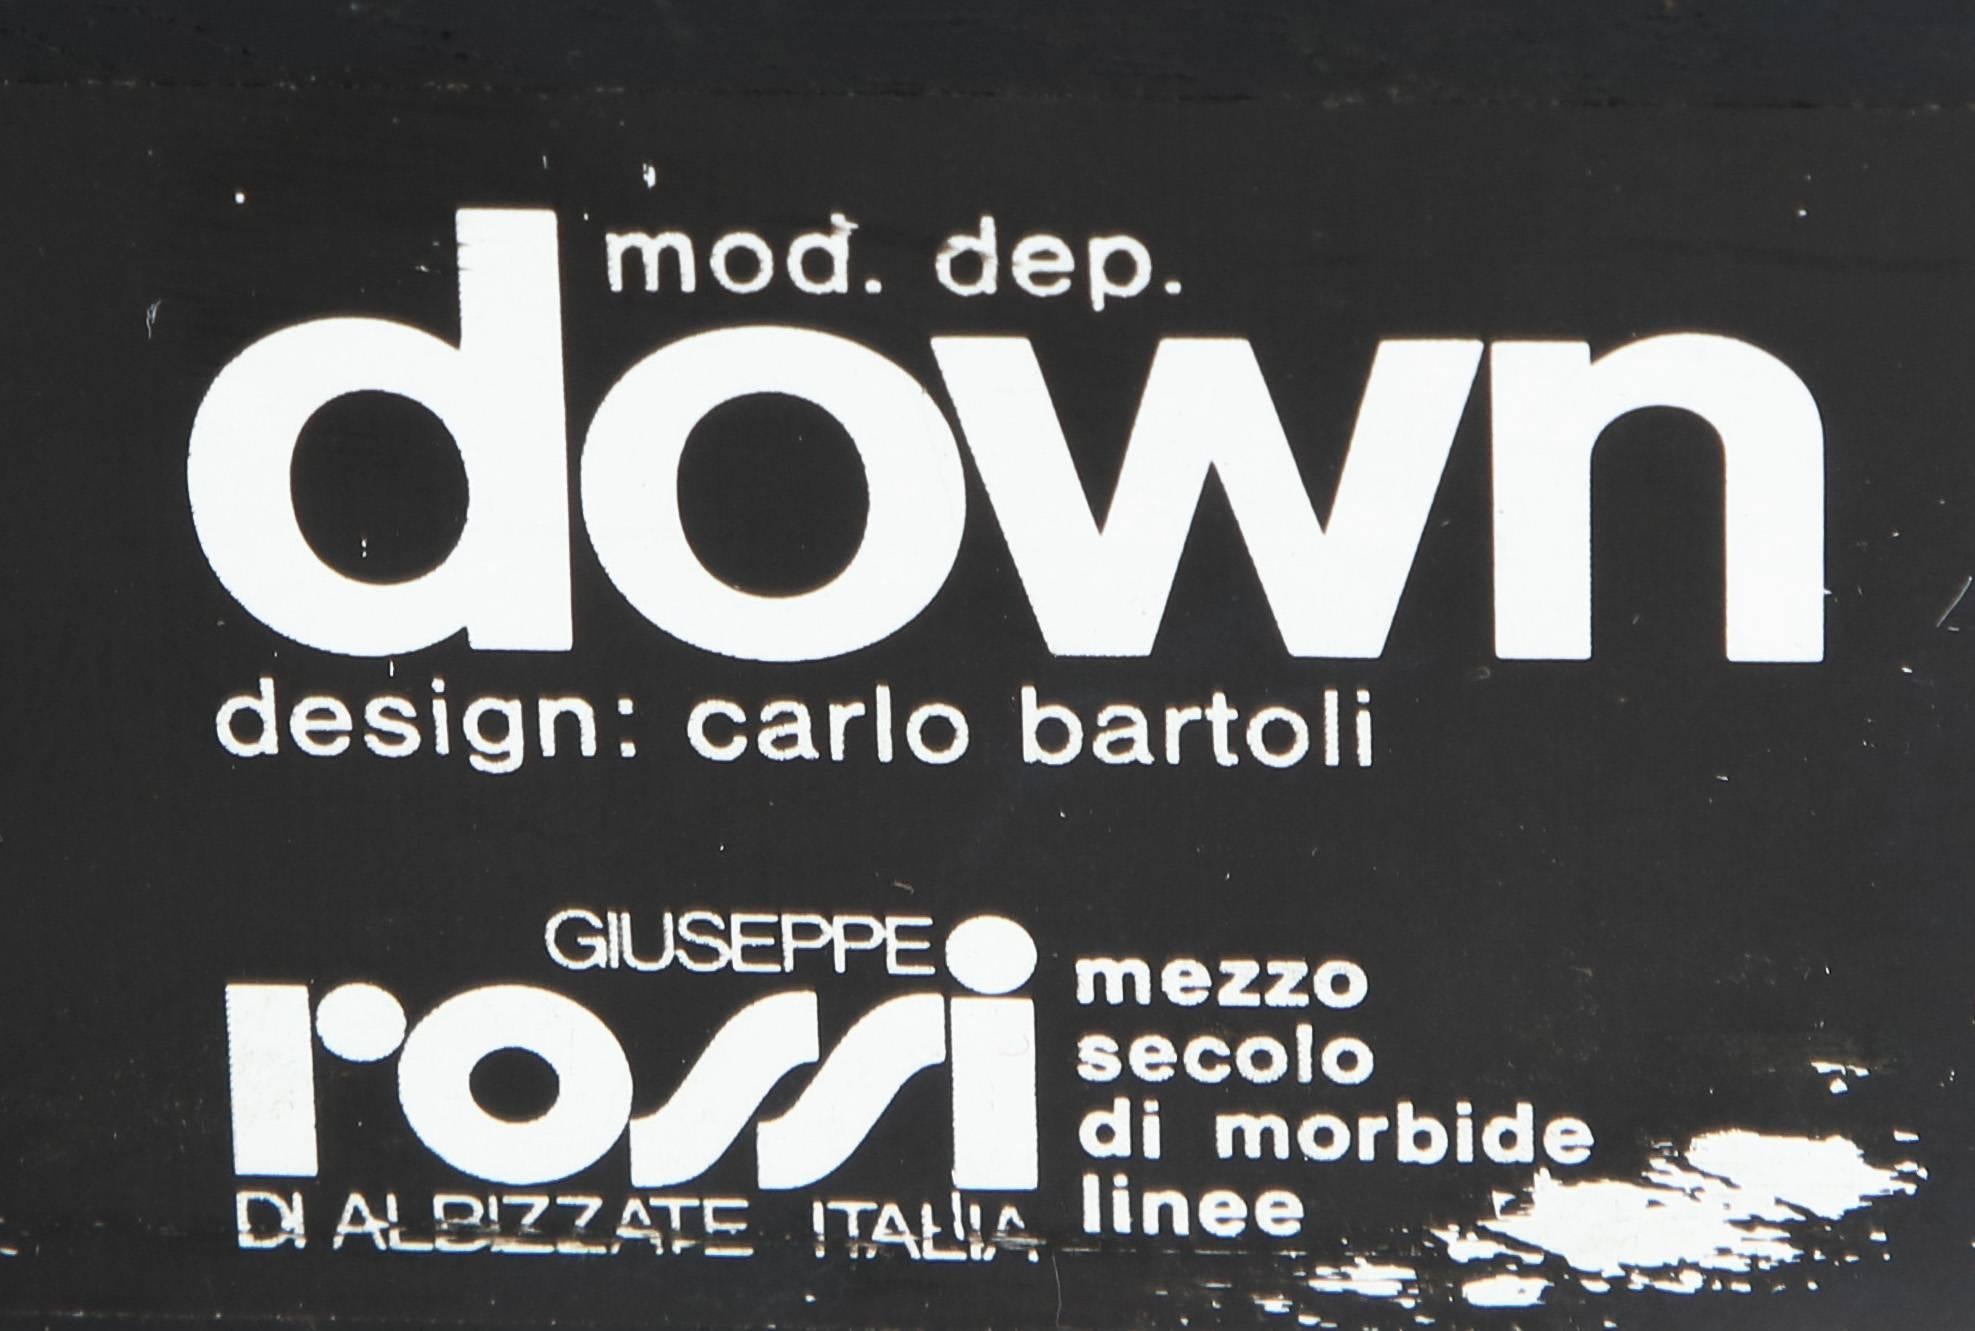 mod. dep.
down
design: carlo bartoli
GIUSEPPE
rossi
DI ALBIZZATE ITALIA
mezzo
secolo
di morbide
linee